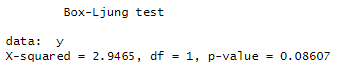 Box-Ljung test
data:  y
X-squared = 2.9465, df = 1, p-value = 0.08607